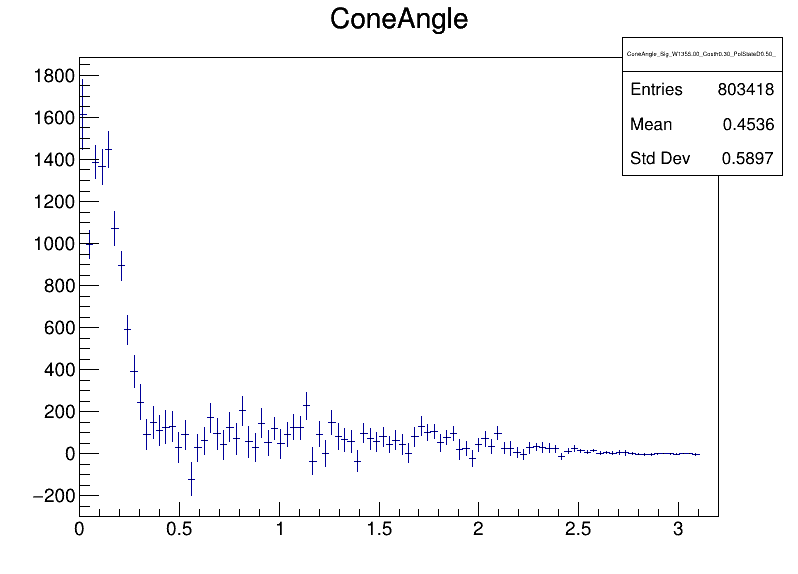 ConeAngle
ConeAngle_Sig_W1355.00_Costh0.30_PolStateD0.50_
Entries 803418
Mean 0.4536
Std Dev 0.5897
1800
1600
1400
1200
1000
800
600
400
200
0
−200
0 0.5 1 1.5 2 2.5 3